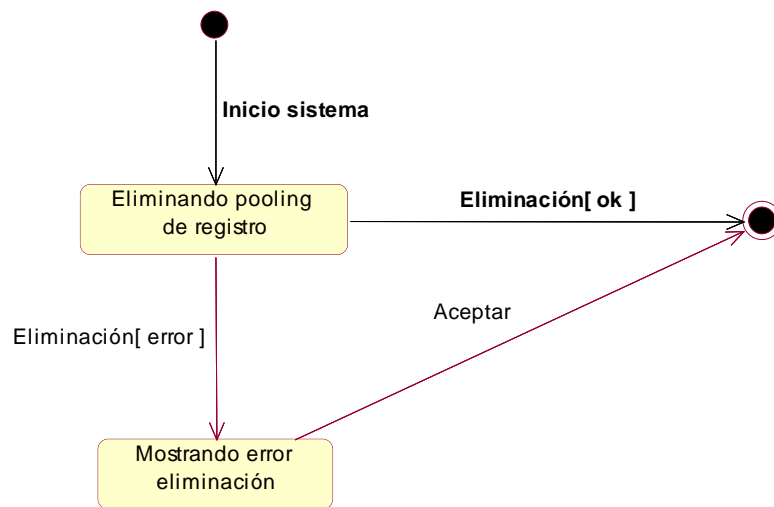 Inicio sistema
Eliminando pooling
de registro
Eliminación[ ok ]
Aceptar
Eliminación[ error ]
Mostrando error
eliminación